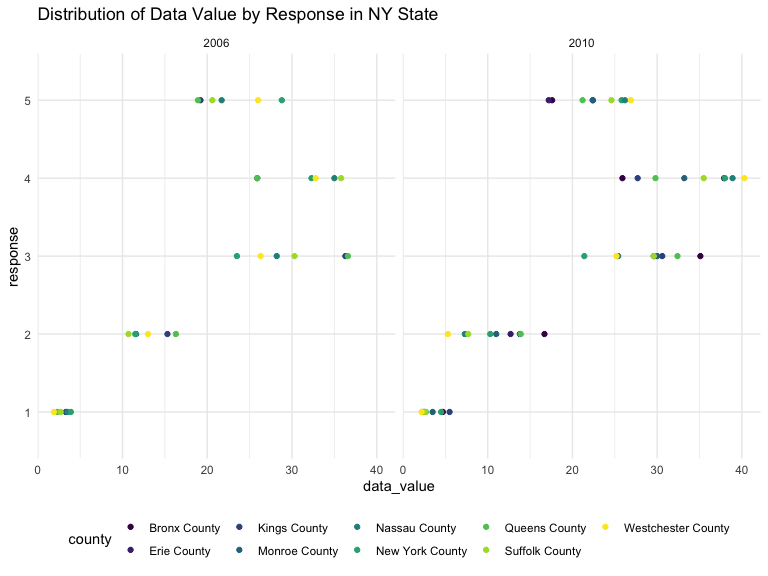 Distribution of Data Value by Response in NY State
2006 2010
5
4
3
2
1
response
0 10 20 30 40 0 10 20 30 40
data_value
county
Bronx County Kings County Nassau County Queens County Westchester County
Erie County Monroe County New York County Suffolk County